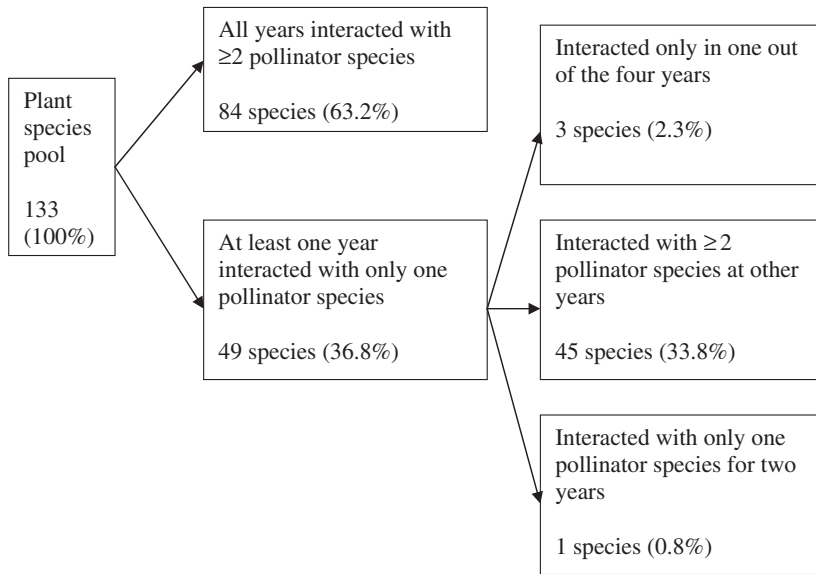 Plant
species
pool
133
(100%)
All years interacted with
≥2 pollinator species
84 species (63.2%)
At least one year
interacted with only one
pollinator species
49 species (36.8%)
Interacted only in one out
of the four years
3 species (2.3%)
Interacted with ≥2
pollinator species at other
years
45 species (33.8%)
Interacted with only one
pollinator species for two
years
1 species (0.8%)